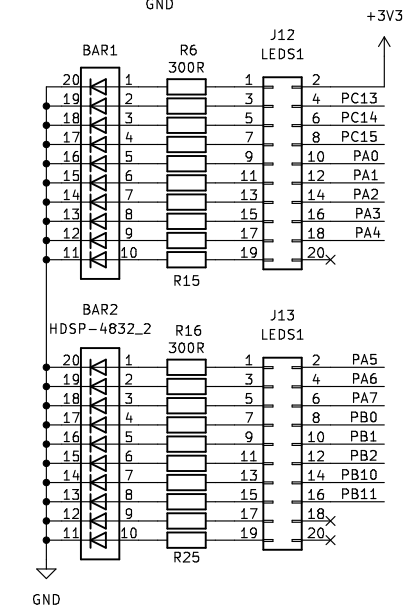 GND
+3V3
J12
BAR1 R6 LEDS1
300R
20 1 1 2
19 2 3 4 PC13
18 3 5 6 PC14
17 4 7 8 PC15
16 5 9 10 PA0
15 6 11 12 PA1
14 7 13 14 PA2
13 8 15 16 PA3
12 9 17 18 PA4
11 10 19 20
R15
BAR2 J13
HDSP-4832_2 R16 LEDS1
300R
20 1 1 2 PA5
19 2 3 4 PA6
18 3 5 6 PA7
17 4 7 8 PB0
16 5 9 10 PB1
15 6 11 12 PB2
14 7 13 14 PB10
13 8 15 16 PB11
12 9 17 18
11 10 19 20
R25
GND